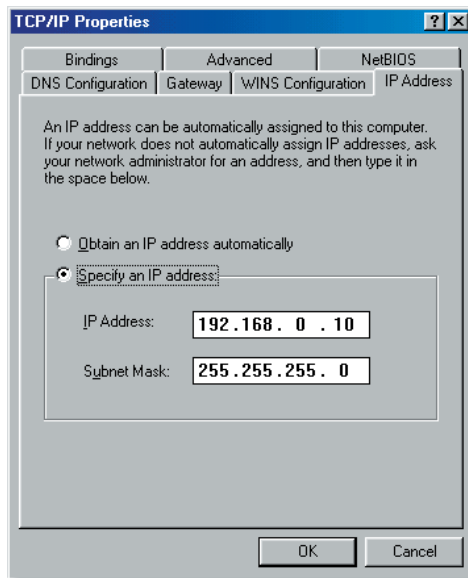 TCP/IP Properties
Bindings Advanced NetBIOS
DNS Configuration Gateway WINS Configuration IP Address
An IP address can be automatically assigned to this computer.
If your network does not automatically assign IP addresses, ask
your network administrator for an address, and then type it in
the space below.
Obtain an IP address automatically
Specify an IP address:
IP Address: 192.168. 0 .10
Subnet Mask: 255.255.255. 0
OK Cancel